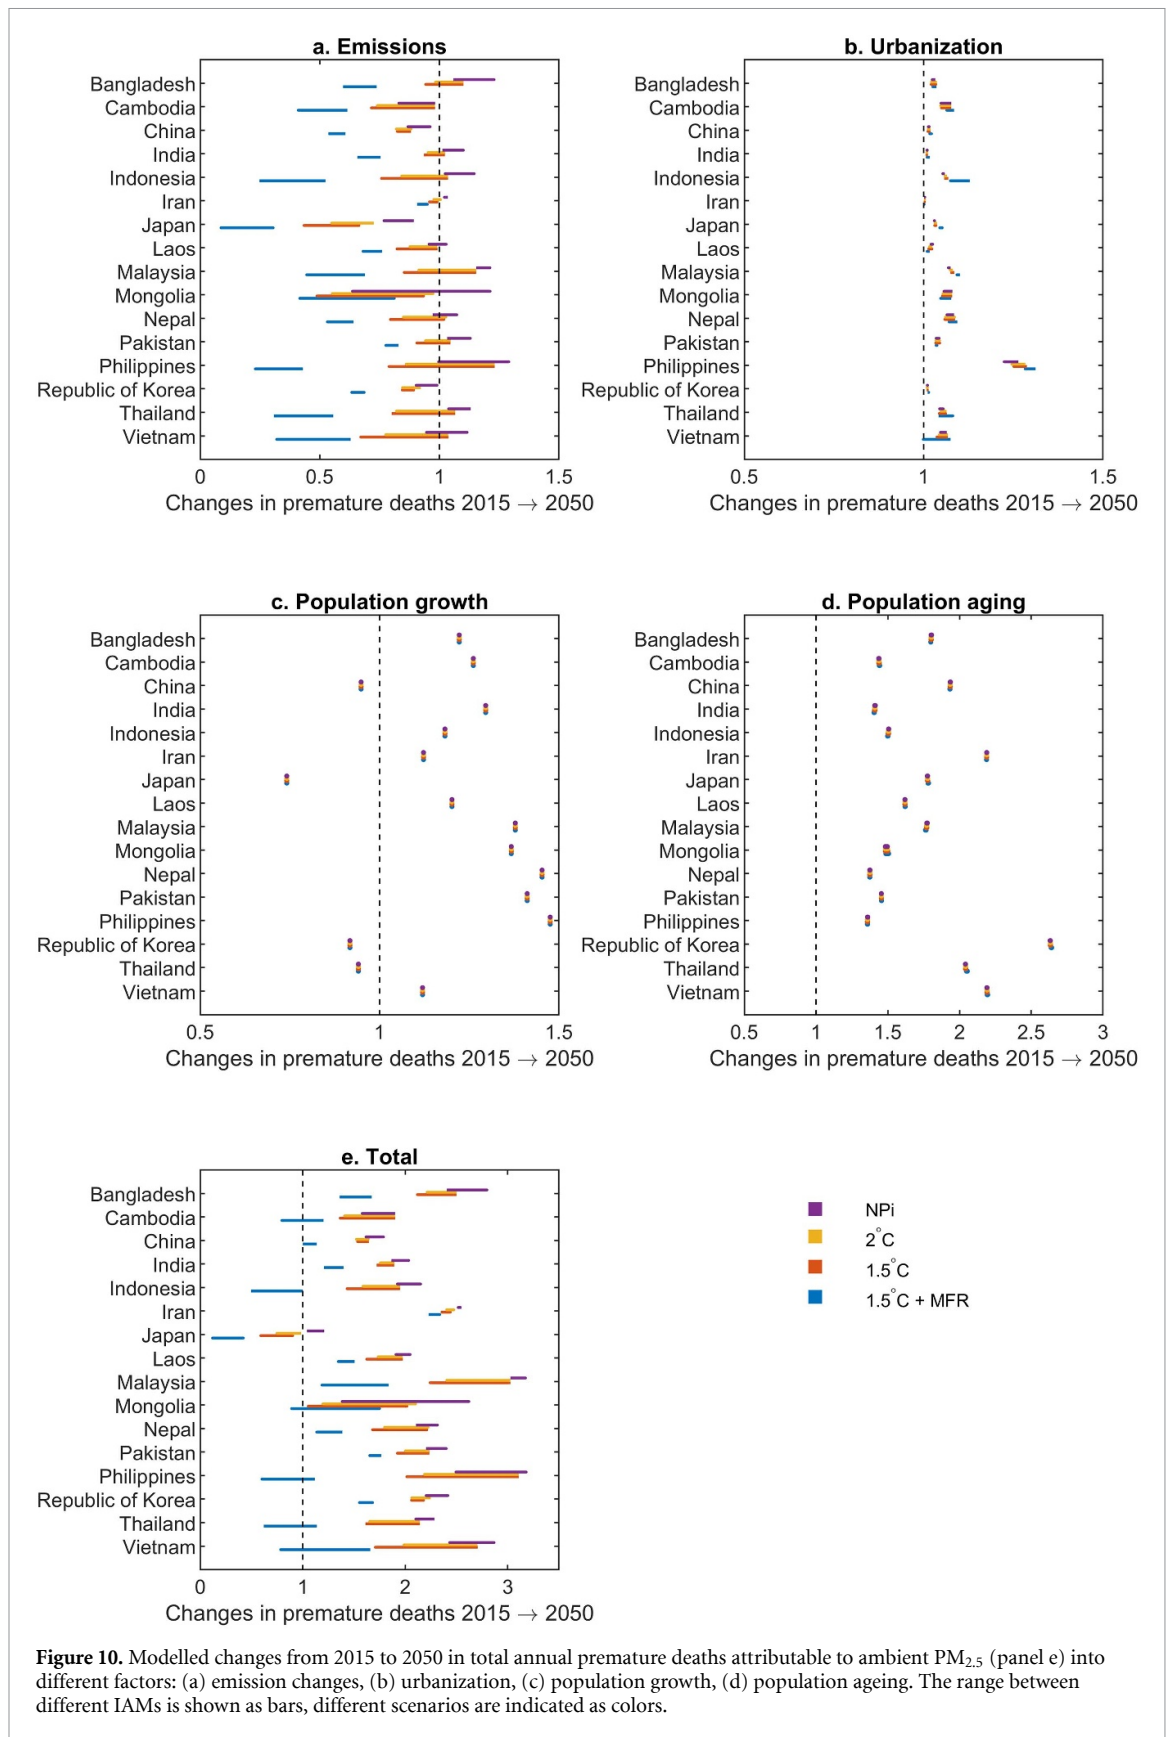 a. Emissions
Bangladesh
Cambodia
China
India
Indonesia
Iran
Japan
Laos
Malaysia
Mongolia
Nepal
Pakistan
Philippines
Republic of Korea
Thailand
Vietnam
0 0.5 1 1.5
Changes in premature deaths 2015 → 2050
b. Urbanization
Bangladesh
Cambodia
China
India
Indonesia
Iran
Japan
Laos
Malaysia
Mongolia
Nepal
Pakistan
Philippines
Republic of Korea
Thailand
Vietnam
0.5 1 1.5
Changes in premature deaths 2015 → 2050
c. Population growth
Bangladesh
Cambodia
China
India
Indonesia
Iran
Japan
Laos
Malaysia
Mongolia
Nepal
Pakistan
Philippines
Republic of Korea
Thailand
Vietnam
0.5 1 1.5
Changes in premature deaths 2015 → 2050
d. Population aging
Bangladesh
Cambodia
China
India
Indonesia
Iran
Japan
Laos
Malaysia
Mongolia
Nepal
Pakistan
Philippines
Republic of Korea
Thailand
Vietnam
0.5 1 1.5 2 2.5 3
Changes in premature deaths 2015 → 2050
e. Total
Bangladesh
Cambodia
China
India
Indonesia
Iran
Japan
Laos
Malaysia
Mongolia
Nepal
Pakistan
Philippines
Republic of Korea
Thailand
Vietnam
0 1 2 3
Changes in premature deaths 2015 → 2050
NPi
2°C
1.5°C
1.5°C + MFR
Figure 10. Modelled changes from 2015 to 2050 in total annual premature deaths attributable to ambient PM2.5 (panel e) into
different factors: (a) emission changes, (b) urbanization, (c) population growth, (d) population ageing. The range between
different IAMs is shown as bars, different scenarios are indicated as colors.